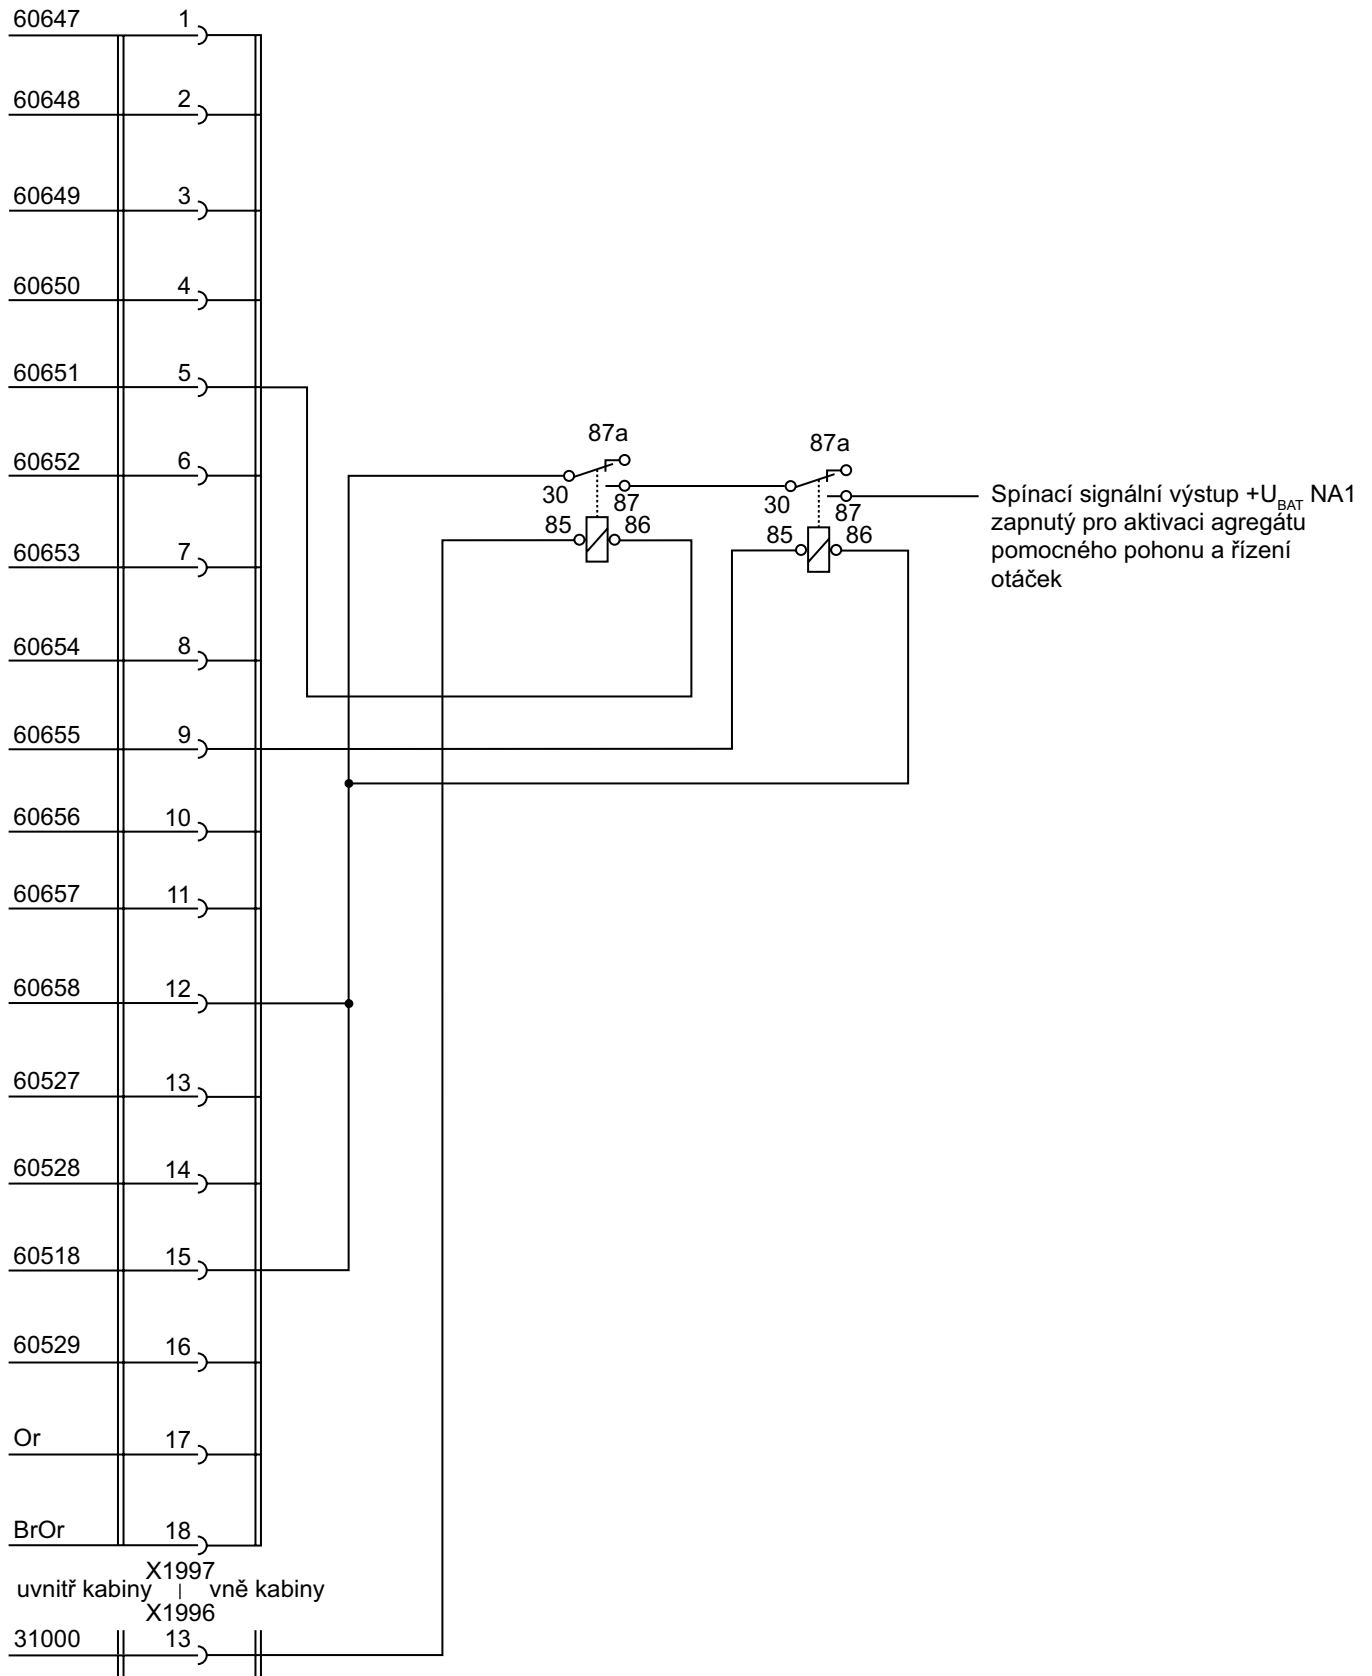 60647 1
60648 2
60649 3
60650 4
60651 5
87a
87a
60652 6
30
87
30
87
Spínací signální výstup +U_BAT NA1
zapnutý pro aktivaci agregátu
pomocného pohonu a řízení
otáček
85
86
85
86
60653 7
60654 8
60655 9
60656 10
60657 11
60658 12
60527 13
60528 14
60518 15
60529 16
Or 17
BrOr 18
X1997
uvnitř kabiny | vně kabiny
X1996
31000 13